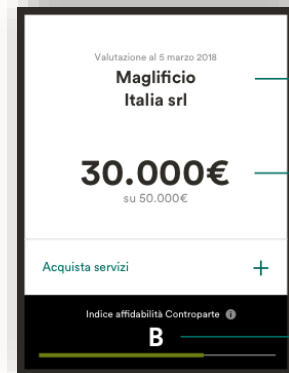 Valutazione al 5 marzo 2018
Maglificio
Italia srl
30.000€
su 50.000€
Acquista servizi +
Indice affidabilità Controparte i
B